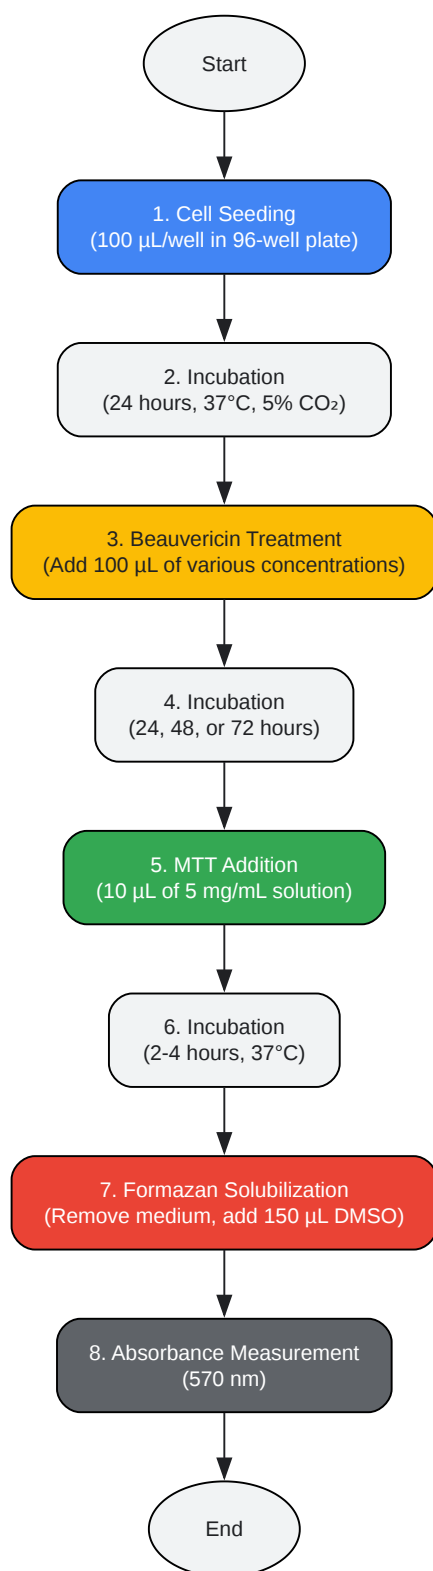 Start
1. Cell Seeding
(100 µL/well in 96-well plate)
2. Incubation
(24 hours, 37°C, 5% CO₂)
3. Beauvericin Treatment
(Add 100 µL of various concentrations)
4. Incubation
(24, 48, or 72 hours)
5. MTT Addition
(10 µL of 5 mg/mL solution)
6. Incubation
(2-4 hours, 37°C)
7. Formazan Solubilization
(Remove medium, add 150 µL DMSO)
8. Absorbance Measurement
(570 nm)
End